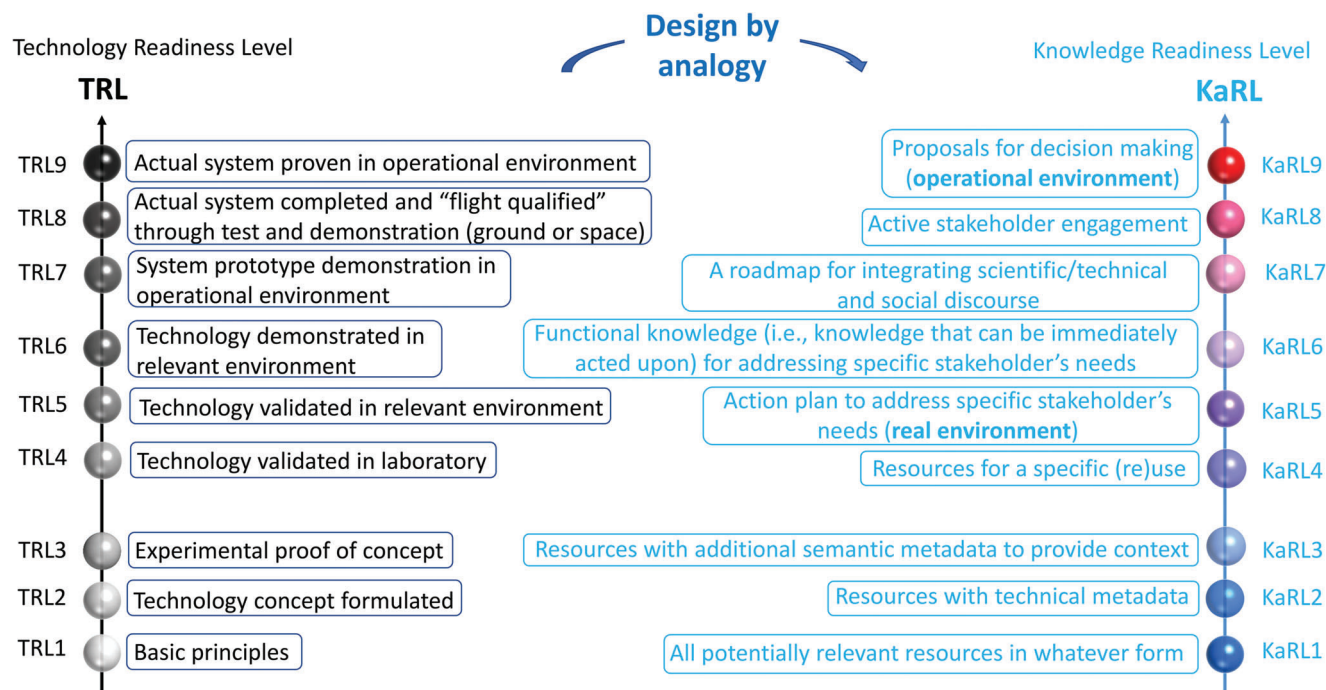 Design by
analogy
Technology Readiness Level
TRL
TRL9
Actual system proven in operational environment
TRL8
Actual system completed and “flight qualified”
through test and demonstration (ground or space)
TRL7
System prototype demonstration in
operational environment
TRL6
Technology demonstrated in
relevant environment
TRL5
Technology validated in relevant environment
TRL4
Technology validated in laboratory
TRL3
Experimental proof of concept
TRL2
Technology concept formulated
TRL1
Basic principles
Knowledge Readiness Level
KaRL
Proposals for decision making
(operational environment)
KaRL9
Active stakeholder engagement
KaRL8
A roadmap for integrating scientific/technical
and social discourse
KaRL7
Functional knowledge (i.e., knowledge that can be immediately
acted upon) for addressing specific stakeholder’s needs
KaRL6
Action plan to address specific stakeholder’s
needs (real environment)
KaRL5
Resources for a specific (re)use
KaRL4
Resources with additional semantic metadata to provide context
KaRL3
Resources with technical metadata
KaRL2
All potentially relevant resources in whatever form
KaRL1